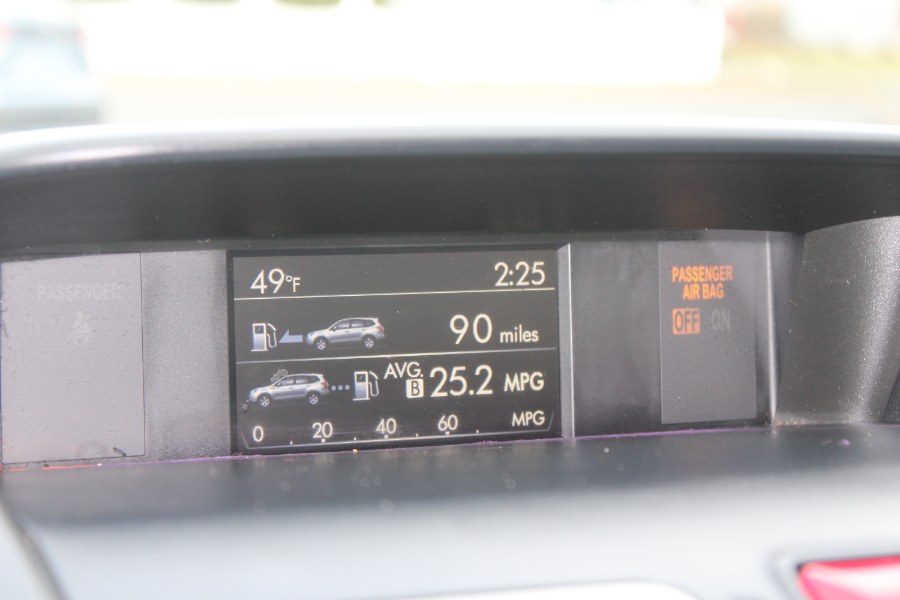 PASSENGER
49°F 2:25
90 miles
AVG. B 25.2 MPG
0 20 40 60 MPG
PASSENGER
AIR BAG
OFF ON